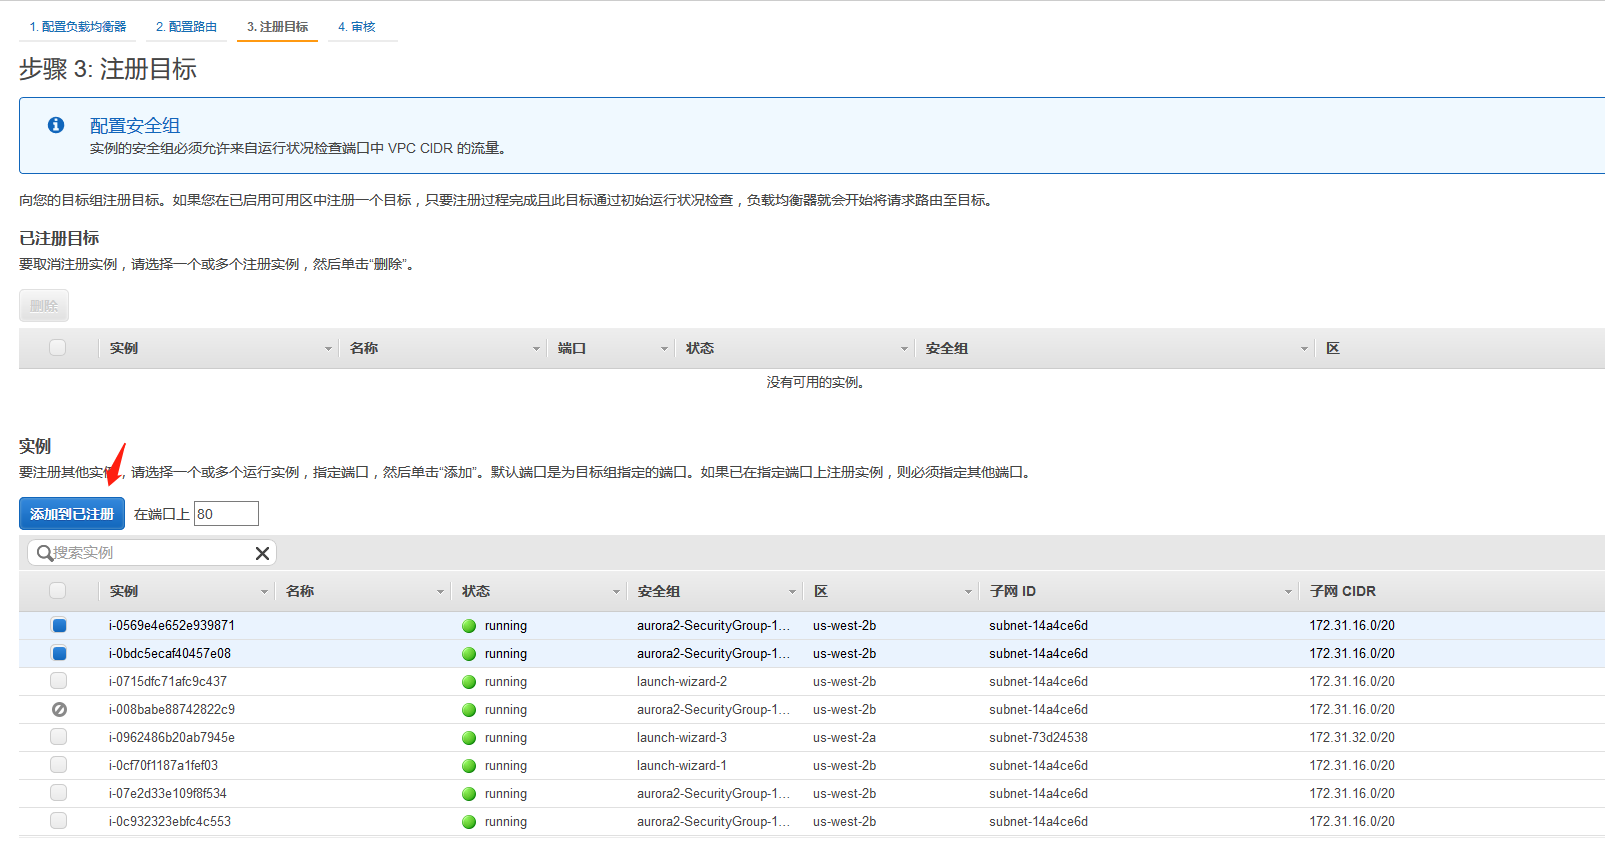 1. 配置负载均衡器 2. 配置路由 3. 注册目标 4. 审核
步骤 3: 注册目标
配置安全组
实例的安全组必须允许来自运行状况检查端口中 VPC CIDR 的流量。
向您的目标组注册目标。如果您在已启用可用区中注册一个目标，只要注册过程完成且此目标通过初始运行状况检查，负载均衡器就会开始将请求路由至目标。
已注册目标
要取消注册实例，请选择一个或多个注册实例，然后单击“删除”。
删除
实例 名称 端口 状态 安全组 区
没有可用的实例。
实例
要注册其他实例，请选择一个或多个运行实例，指定端口，然后单击“添加”。默认端口是为目标组指定的端口。如果已在指定端口上注册实例，则必须指定其他端口。
添加到已注册 在端口上 80
搜索实例
实例 名称 状态 安全组 区 子网 ID 子网 CIDR
i-0569e4e652e939871 running aurora2-SecurityGroup-1... us-west-2b subnet-14a4ce6d 172.31.16.0/20
i-0bdc5ecaf40457e08 running aurora2-SecurityGroup-1... us-west-2b subnet-14a4ce6d 172.31.16.0/20
i-0715dfc71afc9c437 running launch-wizard-2 us-west-2b subnet-14a4ce6d 172.31.16.0/20
i-008babe88742822c9 running aurora2-SecurityGroup-1... us-west-2b subnet-14a4ce6d 172.31.16.0/20
i-0962486b20ab7945e running launch-wizard-3 us-west-2a subnet-73d24538 172.31.32.0/20
i-0cf70f1187a1fef03 running launch-wizard-1 us-west-2b subnet-14a4ce6d 172.31.16.0/20
i-07e2d33e109f8f534 running aurora2-SecurityGroup-1... us-west-2b subnet-14a4ce6d 172.31.16.0/20
i-0c932323ebfc4c553 running aurora2-SecurityGroup-1... us-west-2b subnet-14a4ce6d 172.31.16.0/20